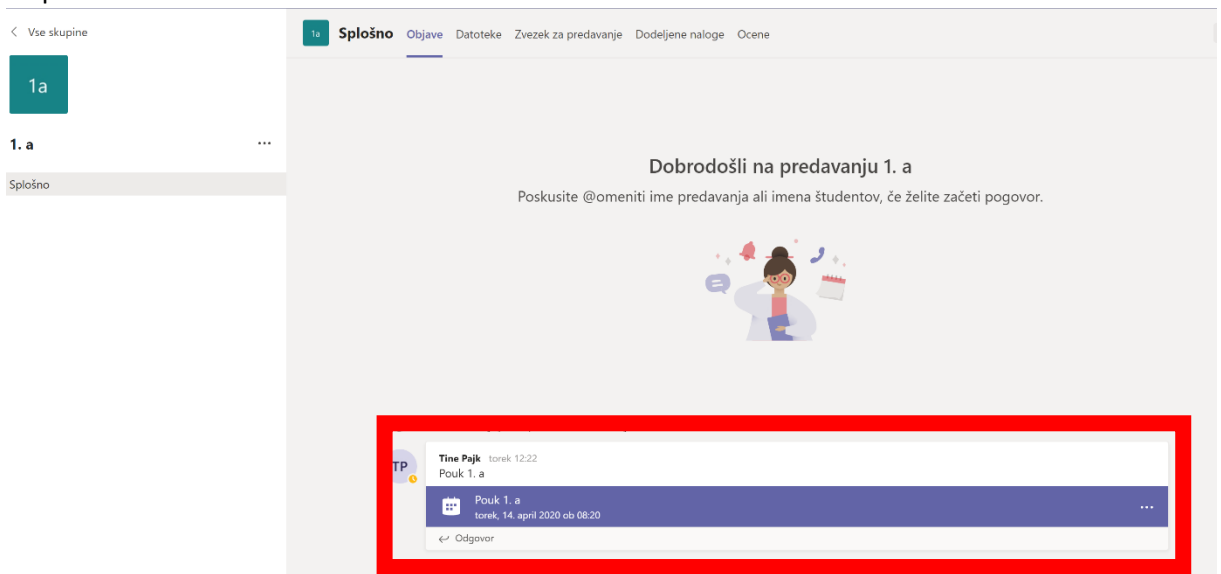 Vse skupine
1a
1. a
Splošno
1a Splošno Objave Datoteke Zvezek za predavanje Dodeljene naloge Ocene
Dobrodošli na predavanju 1. a
Poskusite @omeniti ime predavanja ali imena študentov, če želite začeti pogovor.
TP
Tine Pajk torek 12:22
Pouk 1. a
Pouk 1. a
torek, 14. april 2020 ob 08:20
Odgovor